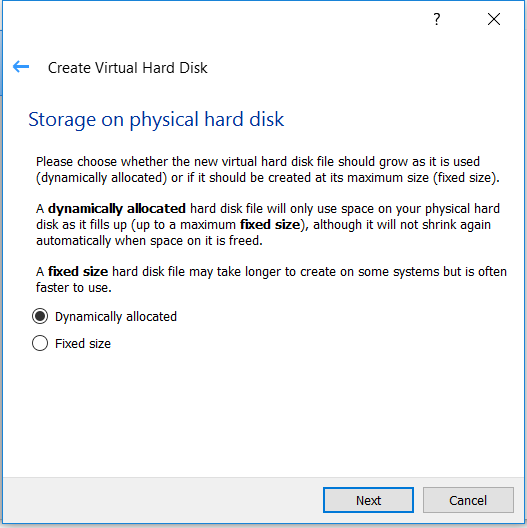 ?
Create Virtual Hard Disk
Storage on physical hard disk
Please choose whether the new virtual hard disk file should grow as it is used
(dynamically allocated) or if it should be created at its maximum size (fixed size).
A dynamically allocated hard disk file will only use space on your physical hard
disk as it fills up (up to a maximum fixed size), although it will not shrink again
automatically when space on it is freed.
A fixed size hard disk file may take longer to create on some systems but is often
faster to use.
Dynamically allocated
Fixed size
Next Cancel